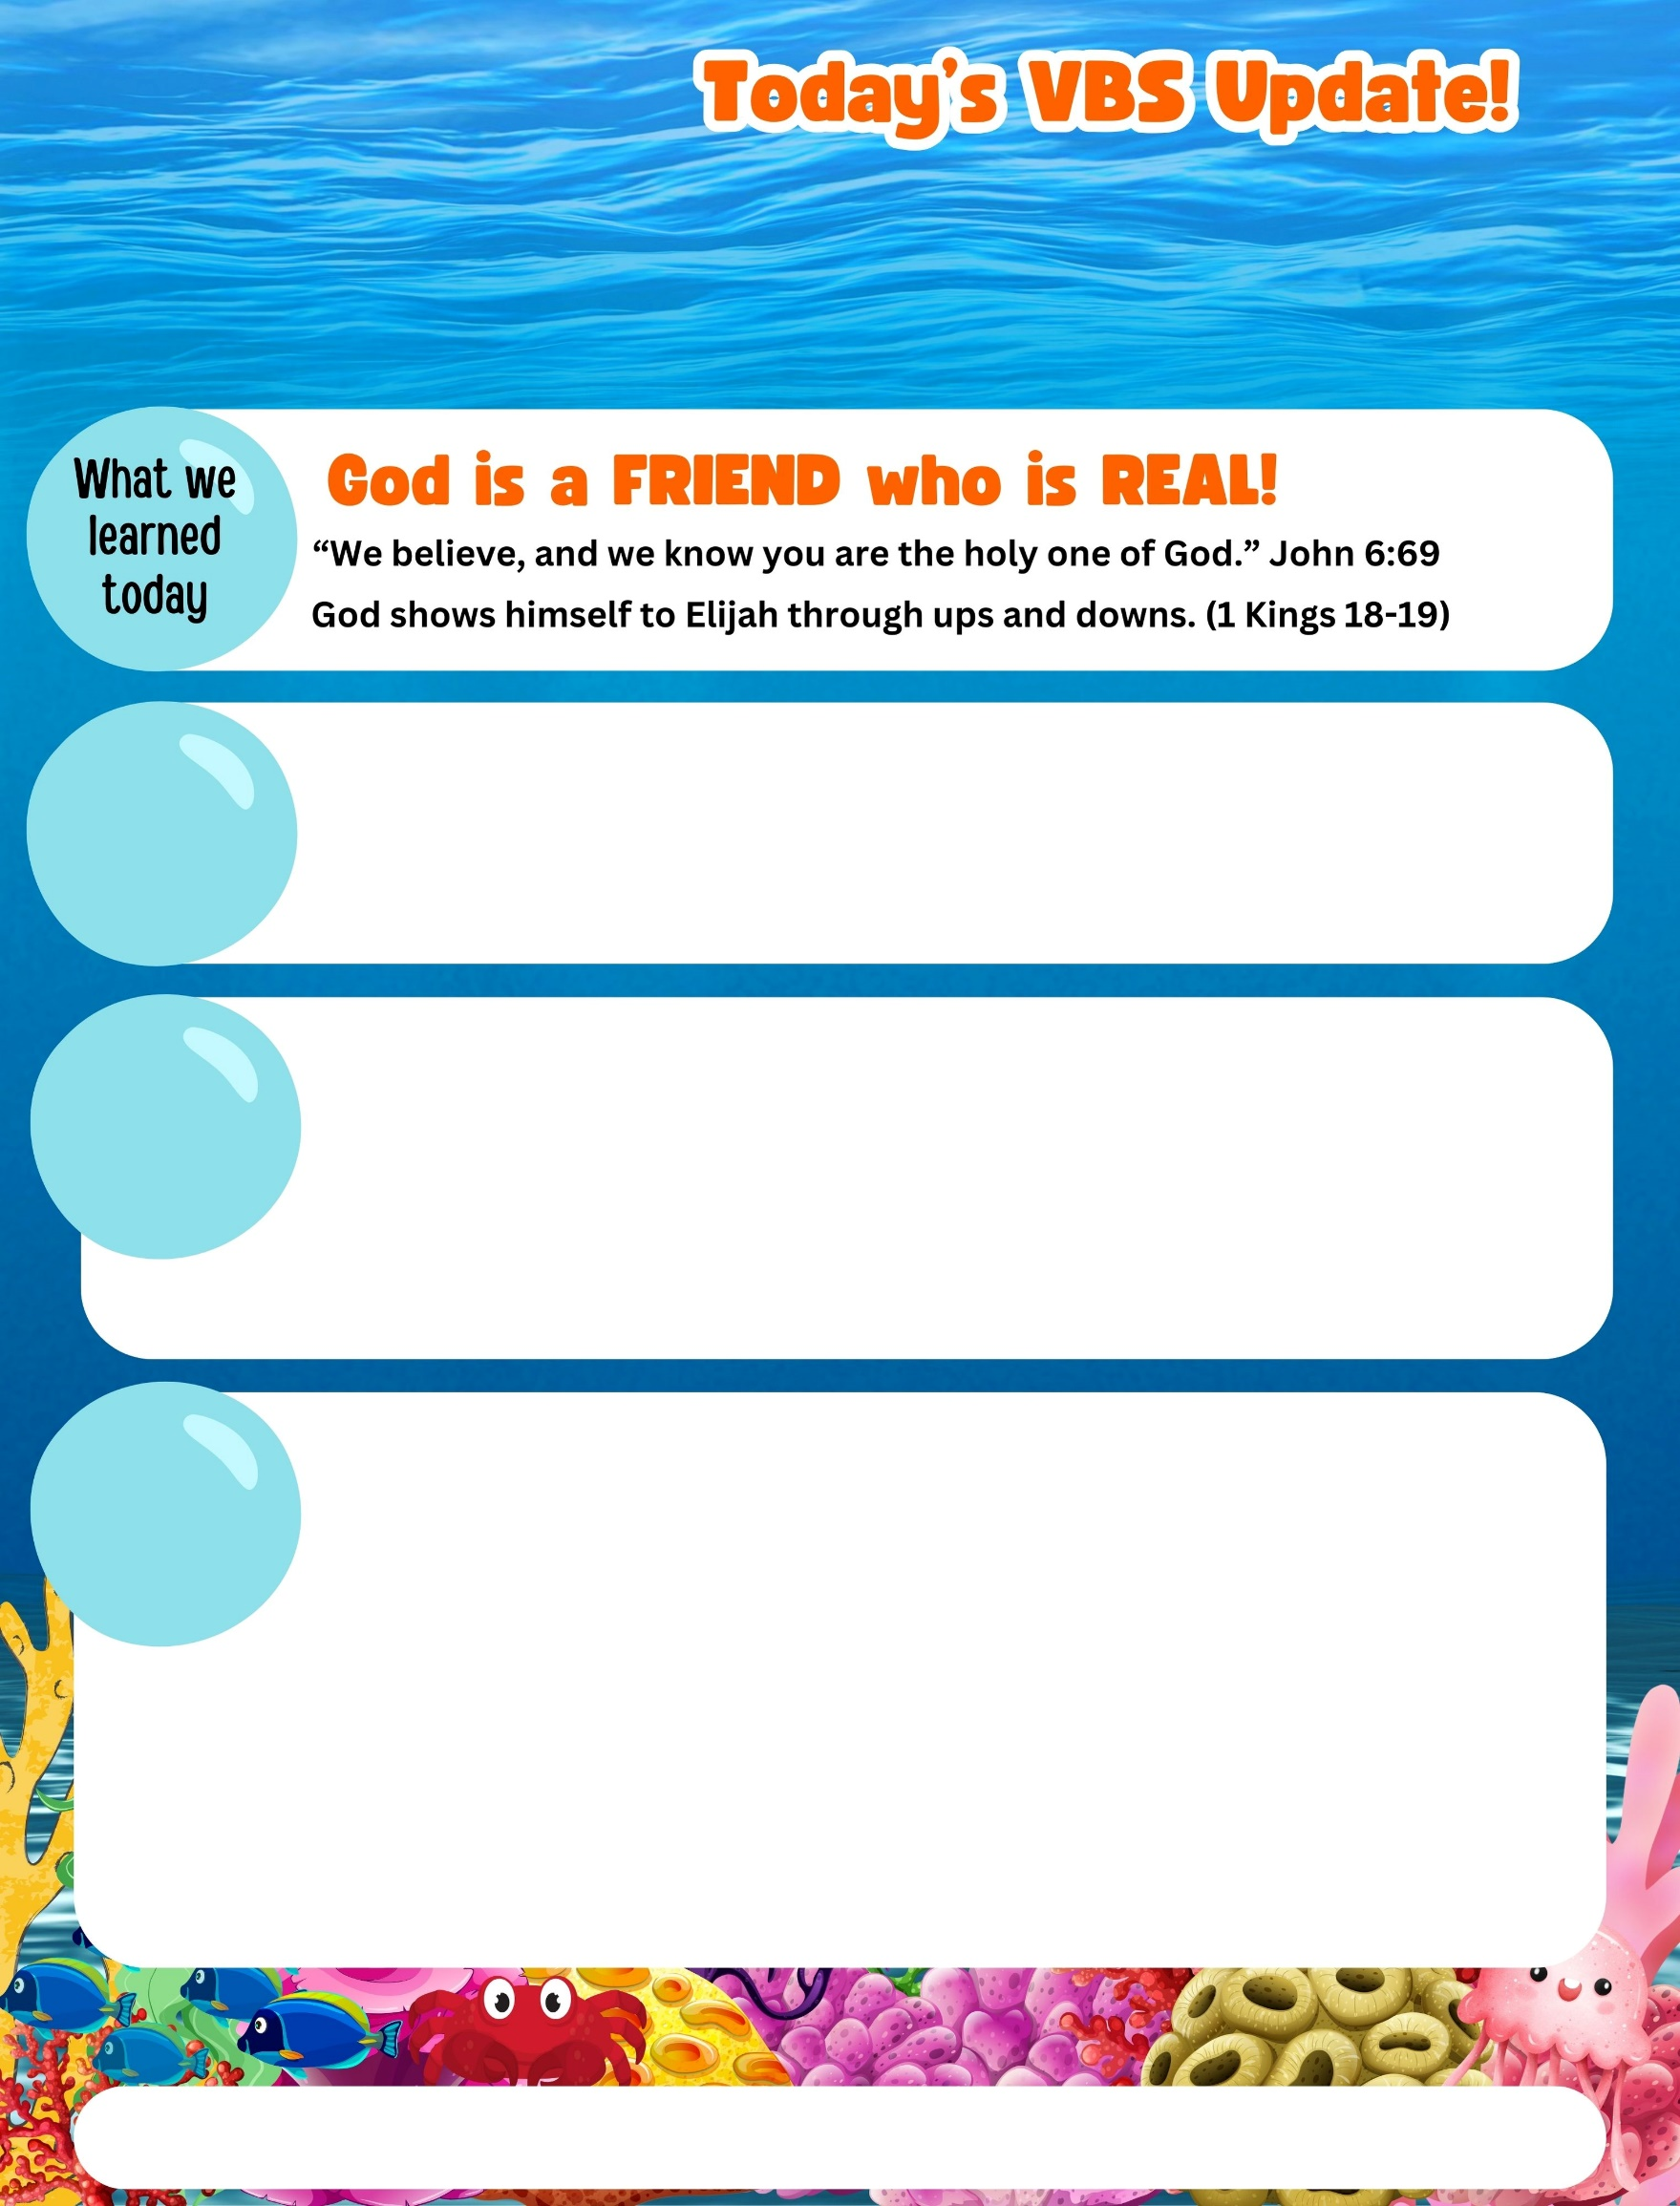 Today’s VBS Update!
What we
learned
today
God is a FRIEND who is REAL!
“We believe, and we know you are the holy one of God.” John 6:69
God shows himself to Elijah through ups and downs. (1 Kings 18-19)